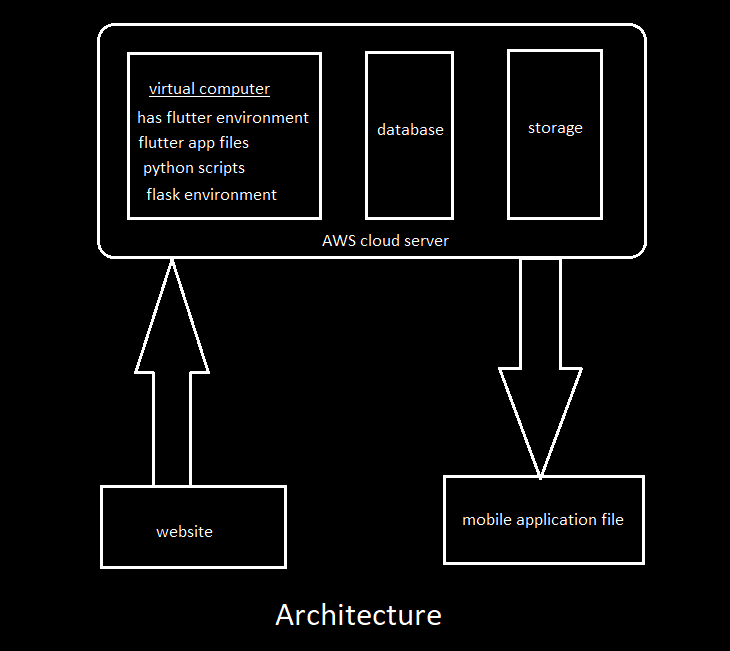 virtual computer
has flutter environment
flutter app files
python scripts
flask environment
database
storage
AWS cloud server
website
mobile application file
Architecture